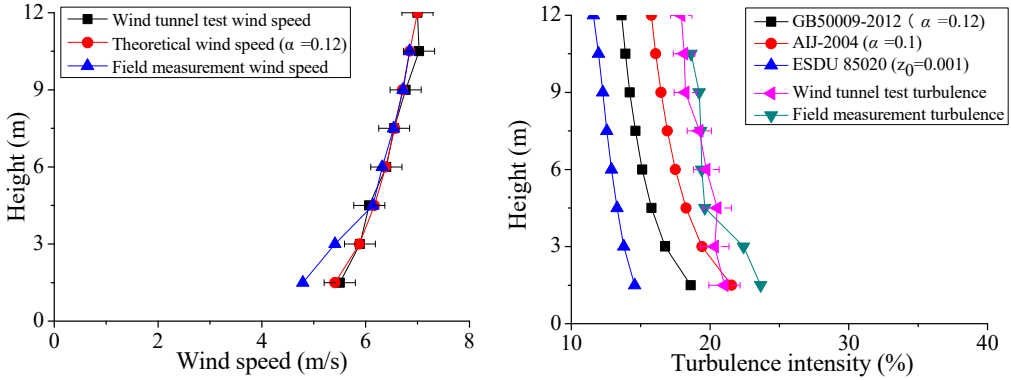 Wind tunnel test wind speed
Theoretical wind speed (α =0.12)
Field measurement wind speed
12
9
6
3
0
Height (m)
0 2 4 6 8
Wind speed (m/s)
GB50009-2012 ( α =0.12)
AIJ-2004 (α =0.1)
ESDU 85020 (z0=0.001)
Wind tunnel test turbulence
Field measurement turbulence
12
9
6
3
0
Height (m)
10 20 30 40
Turbulence intensity (%)